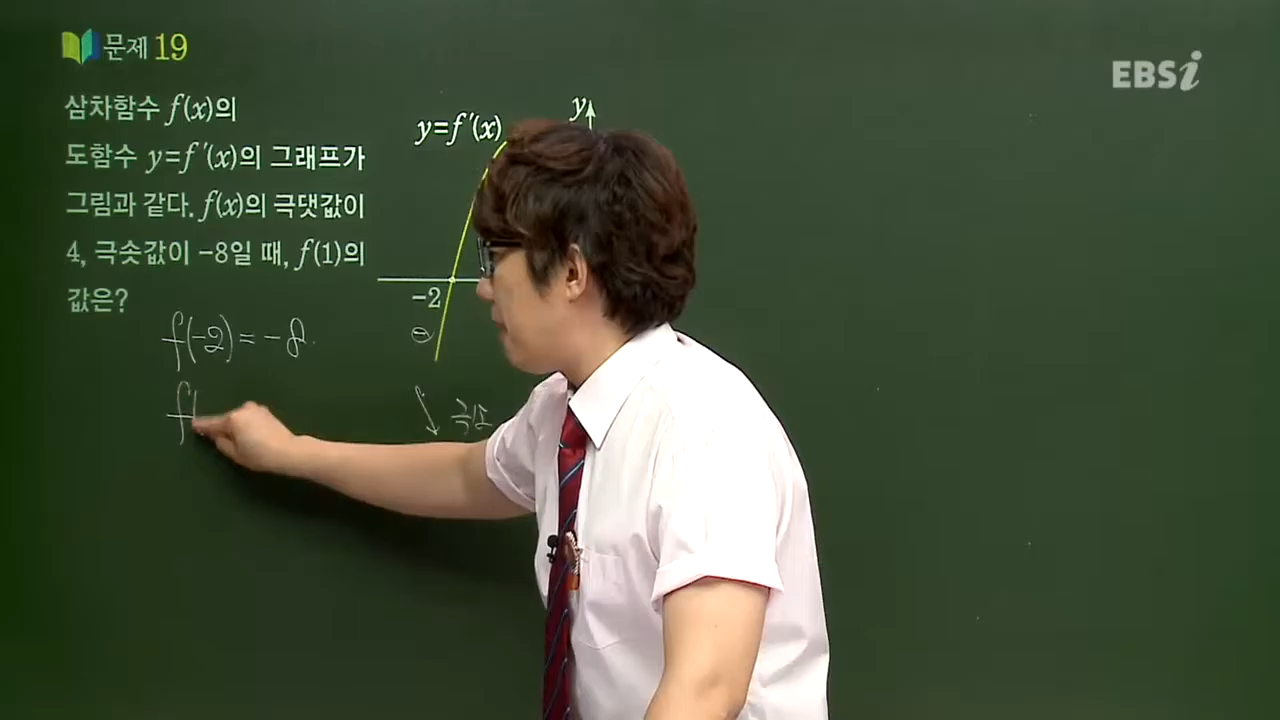 문제 19
EBSi
삼차함수 f(x)의
도함수 y=f′(x)의 그래프가
그림과 같다. f(x)의 극댓값이
4, 극솟값이 -8일 때, f(1)의
값은?
y=f′(x)
y
-2
⊖
f(-2)=-8.
f(
극소